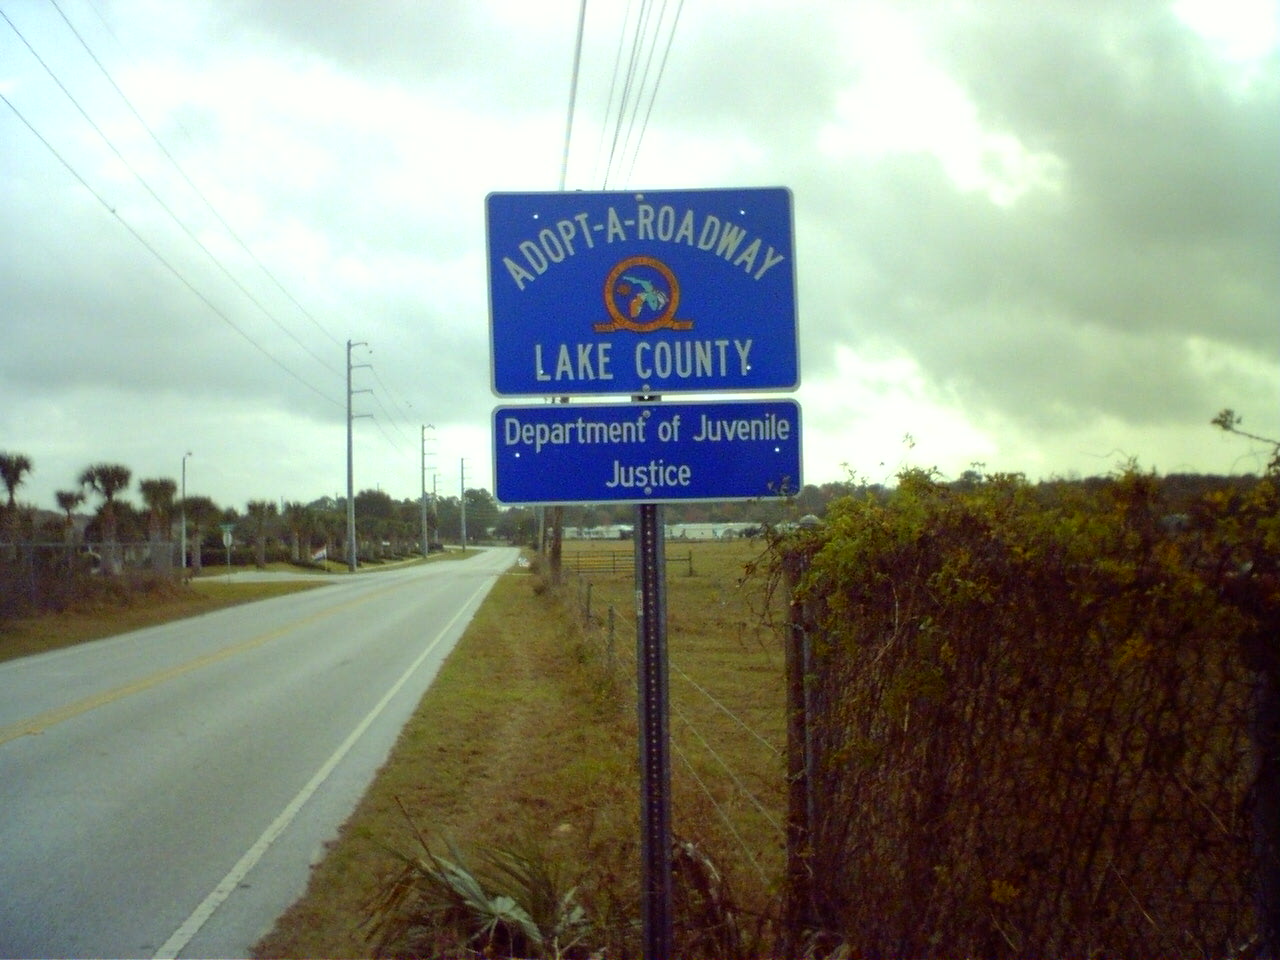 ADOPT-A-ROADWAY
LAKE COUNTY
Department of Juvenile
Justice